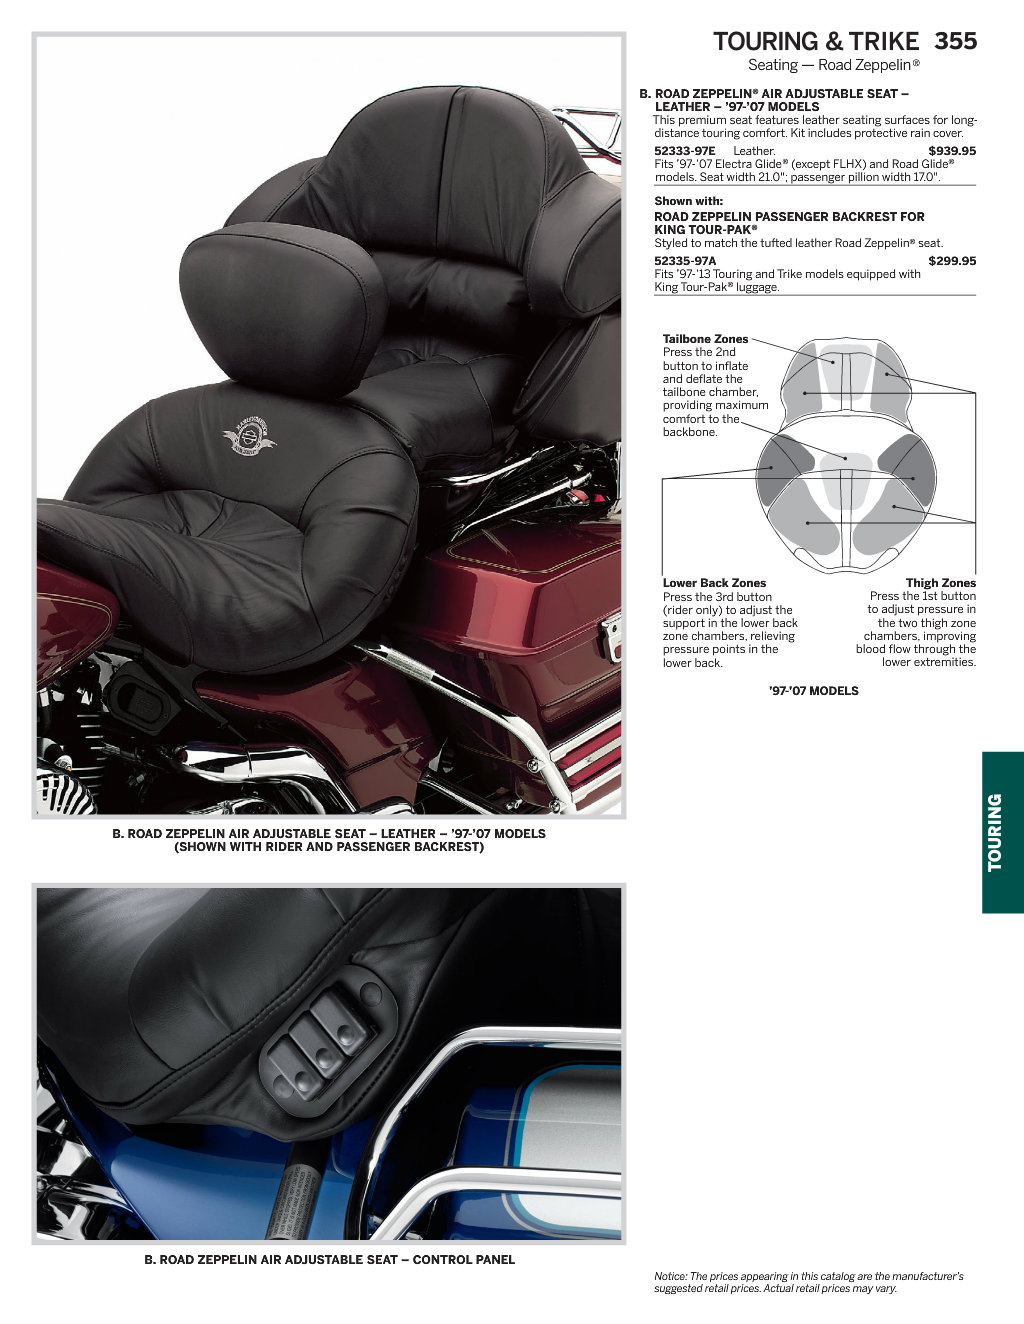 TOURING & TRIKE 355
Seating — Road Zeppelin®
B. ROAD ZEPPELIN® AIR ADJUSTABLE SEAT –
LEATHER – ’97-’07 MODELS
This premium seat features leather seating surfaces for long-
distance touring comfort. Kit includes protective rain cover.
52333-97E Leather. $939.95
Fits ’97-’07 Electra Glide® (except FLHX) and Road Glide®
models. Seat width 21.0"; passenger pillion width 17.0".
Shown with:
ROAD ZEPPELIN PASSENGER BACKREST FOR
KING TOUR-PAK®
Styled to match the tufted leather Road Zeppelin® seat.
52335-97A $299.95
Fits ’97-’13 Touring and Trike models equipped with
King Tour-Pak® luggage.
Tailbone Zones
Press the 2nd
button to inflate
and deflate the
tailbone chamber,
providing maximum
comfort to the
backbone.
Lower Back Zones
Press the 3rd button
(rider only) to adjust the
support in the lower back
zone chambers, relieving
pressure points in the
lower back.
Thigh Zones
Press the 1st button
to adjust pressure in
the two thigh zone
chambers, improving
blood flow through the
lower extremities.
’97-’07 MODELS
B. ROAD ZEPPELIN AIR ADJUSTABLE SEAT – LEATHER – ’97-’07 MODELS
(SHOWN WITH RIDER AND PASSENGER BACKREST)
TOURING
B. ROAD ZEPPELIN AIR ADJUSTABLE SEAT – CONTROL PANEL
Notice: The prices appearing in this catalog are the manufacturer’s
suggested retail prices. Actual retail prices may vary.